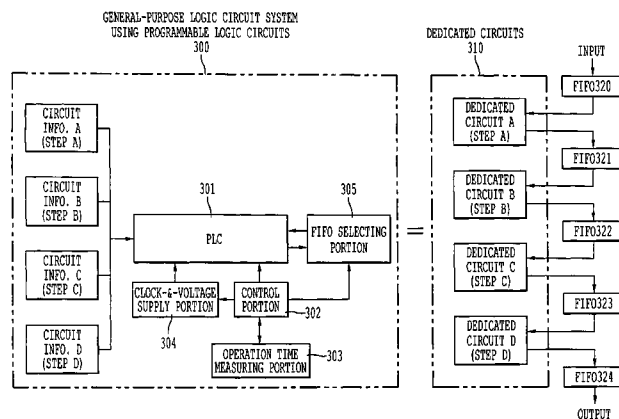 GENERAL-PURPOSE LOGIC CIRCUIT SYSTEM
USING PROGRAMMABLE LOGIC CIRCUITS
300
DEDICATED CIRCUITS
310
INPUT
FIFO320
CIRCUIT
INFO. A
(STEP A)
DEDICATED
CIRCUIT A
(STEP A)
FIFO321
CIRCUIT
INFO. B
(STEP B)
301
305
DEDICATED
CIRCUIT B
(STEP B)
PLC
FIFO SELECTING
PORTION
=
FIFO322
CIRCUIT
INFO. C
(STEP C)
CLOCK-&-VOLTAGE
SUPPLY PORTION
304
CONTROL
PORTION
302
DEDICATED
CIRCUIT C
(STEP C)
FIFO323
CIRCUIT
INFO. D
(STEP D)
OPERATION TIME
MEASURING PORTION
303
DEDICATED
CIRCUIT D
(STEP D)
FIFO324
OUTPUT